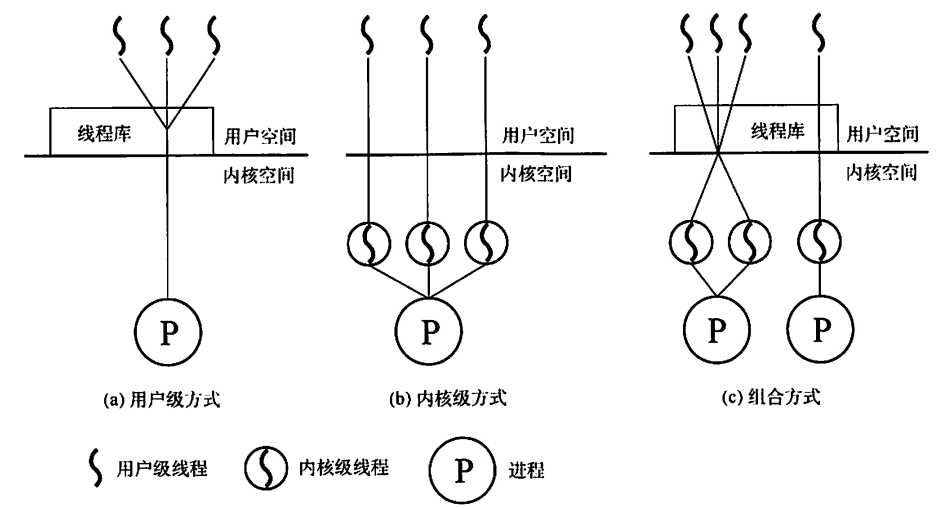 线程库
用户空间
内核空间
P
(a) 用户级方式
用户空间
内核空间
P
(b) 内核级方式
线程库
用户空间
内核空间
P
P
(c) 组合方式
用户级线程
内核级线程
P
进程